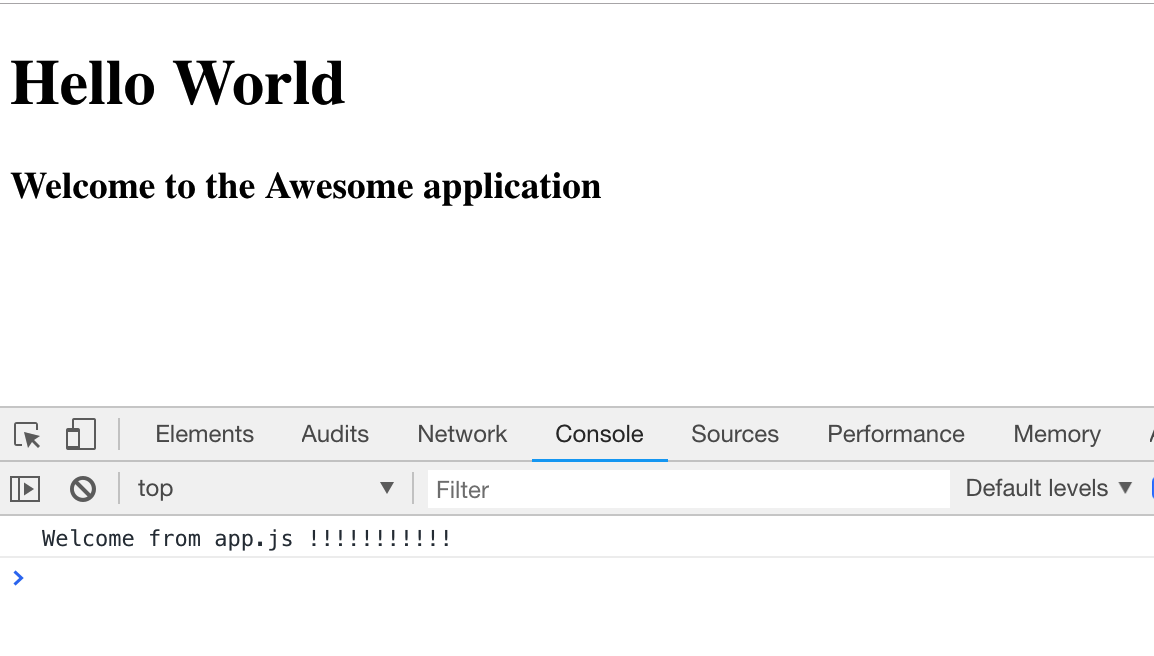 Hello World
Welcome to the Awesome application
Elements Audits Network Console Sources Performance Memory
top Filter Default levels
Welcome from app.js !!!!!!!!!!!